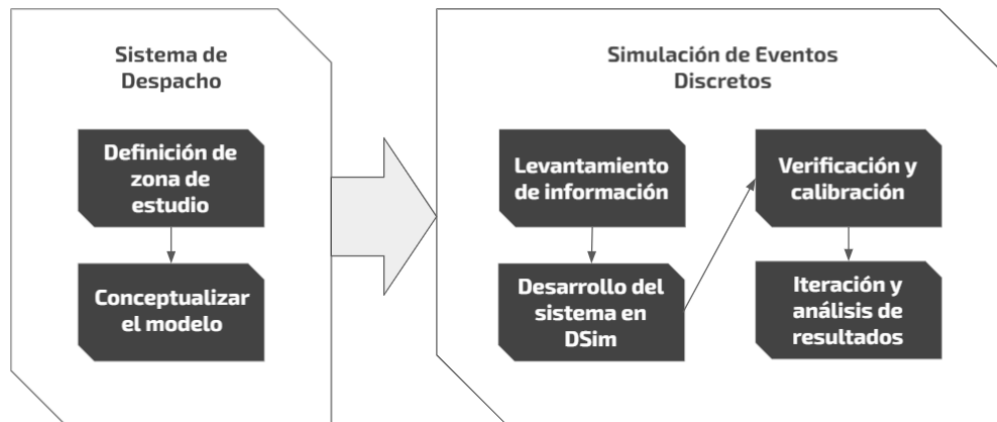 Sistema de
Despacho
Definición de
zona de
estudio
Conceptualizar
el modelo
Simulación de Eventos
Discretos
Levantamiento
de información
Desarrollo del
sistema en
DSim
Verificación y
calibración
Iteración y
análisis de
resultados